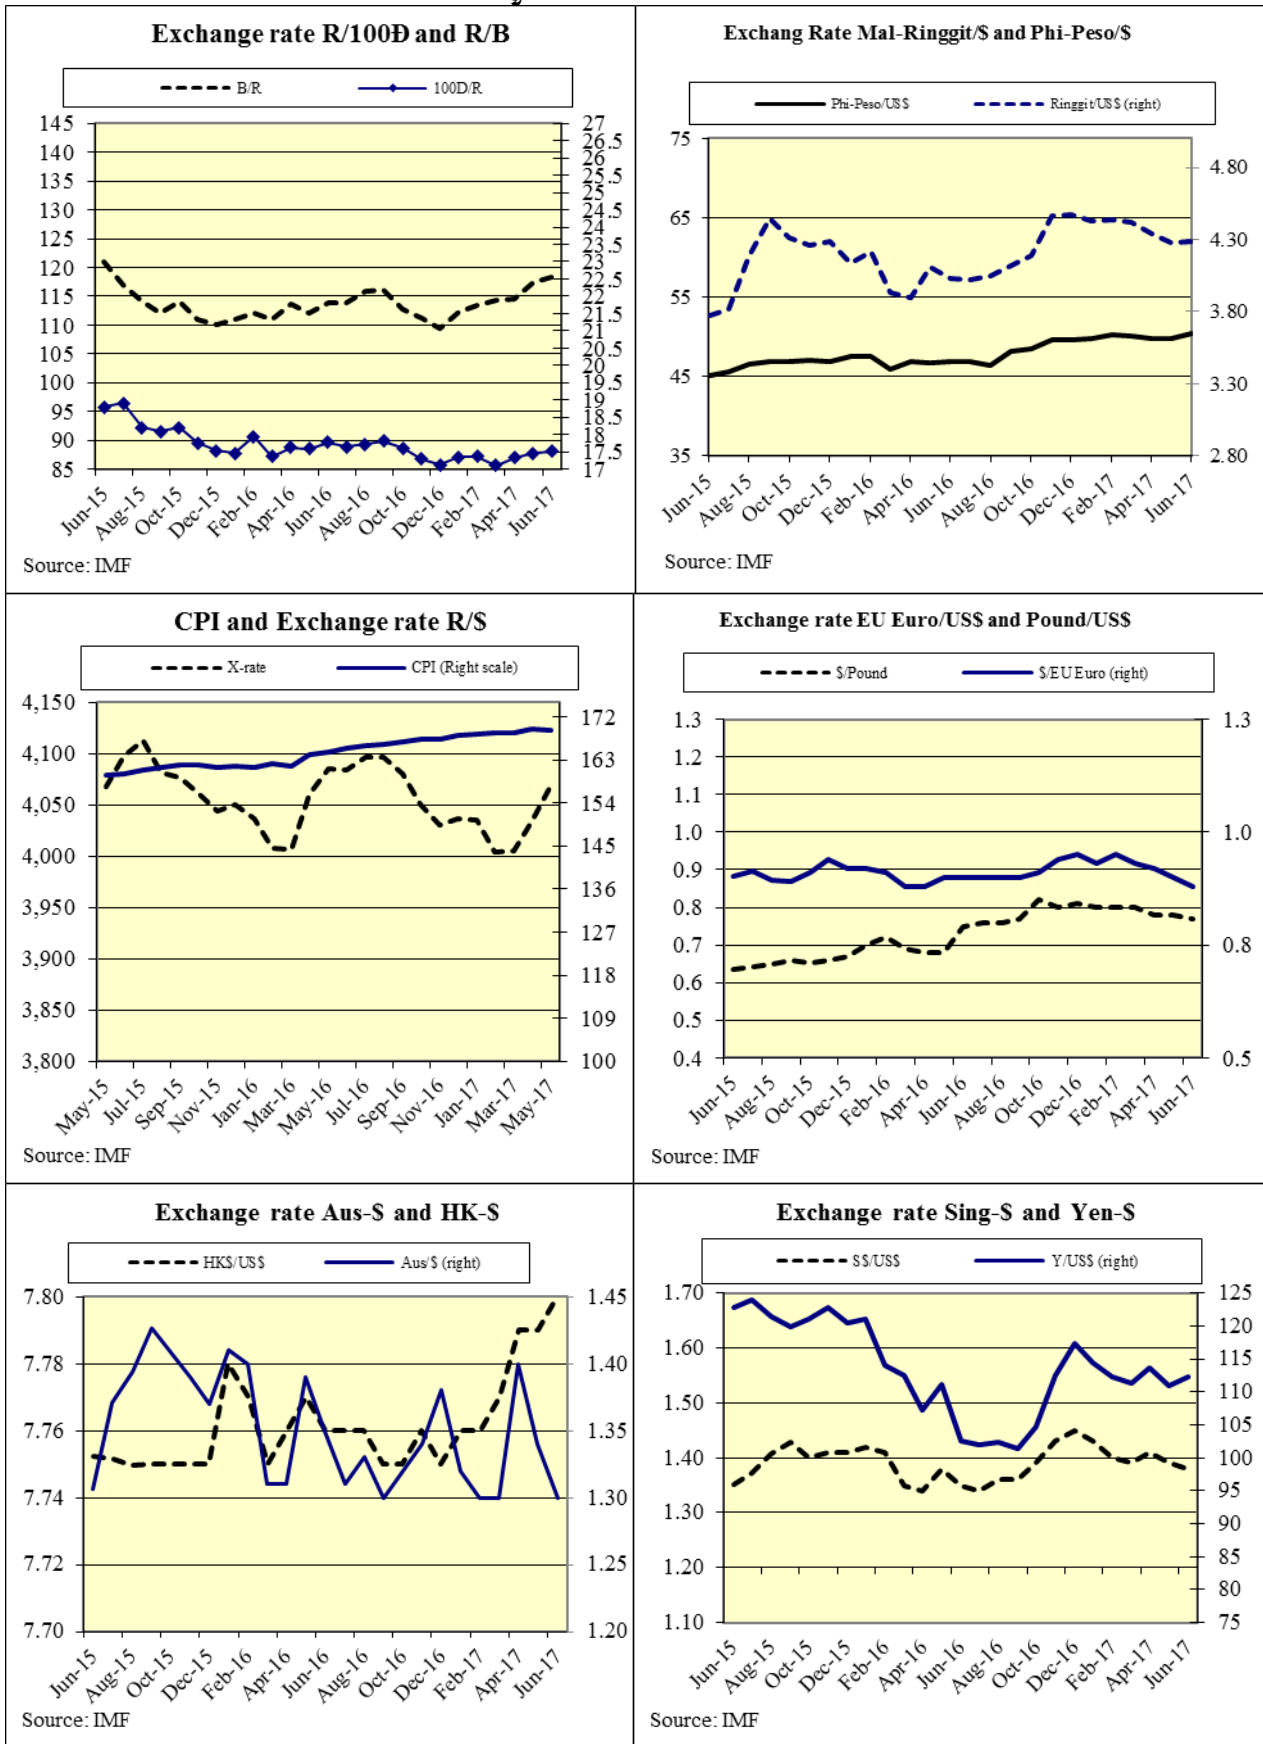 Exchange rate R/100Đ and R/B
B/R
100D/R
145
140
135
130
125
120
115
110
105
100
95
90
85
27
26.5
26
25.5
25
24.5
24
23.5
23
22.5
22
21.5
21
20.5
20
19.5
19
18.5
18
17.5
17
Jun-15
Aug-15
Oct-15
Dec-15
Feb-16
Apr-16
Jun-16
Aug-16
Oct-16
Dec-16
Feb-17
Apr-17
Jun-17
Source: IMF
Exchang Rate Mal-Ringgit/$ and Phi-Peso/$
Phi-Peso/US$
Ringgit/US$ (right)
75
65
55
45
35
4.80
4.30
3.80
3.30
2.80
Jun-15
Aug-15
Oct-15
Dec-15
Feb-16
Apr-16
Jun-16
Aug-16
Oct-16
Dec-16
Feb-17
Apr-17
Jun-17
Source: IMF
CPI and Exchange rate R/$
X-rate
CPI (Right scale)
4,150
4,100
4,050
4,000
3,950
3,900
3,850
3,800
172
163
154
145
136
127
118
109
100
May-15
Jul-15
Sep-15
Nov-15
Jan-16
Mar-16
May-16
Jul-16
Sep-16
Nov-16
Jan-17
Mar-17
May-17
Source: IMF
Exchange rate EU Euro/US$ and Pound/US$
$/Pound
$/EU Euro (right)
1.3
1.2
1.1
1.0
0.9
0.8
0.7
0.6
0.5
0.4
1.3
1.0
0.8
0.5
Jun-15
Aug-15
Oct-15
Dec-15
Feb-16
Apr-16
Jun-16
Aug-16
Oct-16
Dec-16
Feb-17
Apr-17
Jun-17
Source: IMF
Exchange rate Aus-$ and HK-$
HK$/US$
Aus/$ (right)
7.80
7.78
7.76
7.74
7.72
7.70
1.45
1.40
1.35
1.30
1.25
1.20
Jun-15
Aug-15
Oct-15
Dec-15
Feb-16
Apr-16
Jun-16
Aug-16
Oct-16
Dec-16
Feb-17
Apr-17
Jun-17
Source: IMF
Exchange rate Sing-$ and Yen-$
S$/US$
Y/US$ (right)
1.70
1.60
1.50
1.40
1.30
1.20
1.10
125
120
115
110
105
100
95
90
85
80
75
Jun-15
Aug-15
Oct-15
Dec-15
Feb-16
Apr-16
Jun-16
Aug-16
Oct-16
Dec-16
Feb-17
Apr-17
Jun-17
Source: IMF